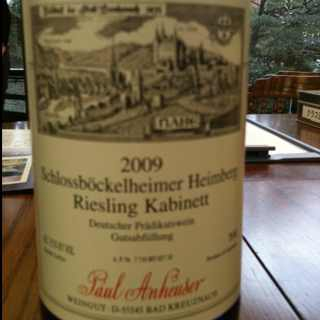 NAHE
2009
Schlossböckelheimer Heimberg
Riesling Kabinett
Deutscher Prädikatswein
Gutsabfüllung
Paul Anheuser
WEINGUT · D-55545 BAD KREUZNACH